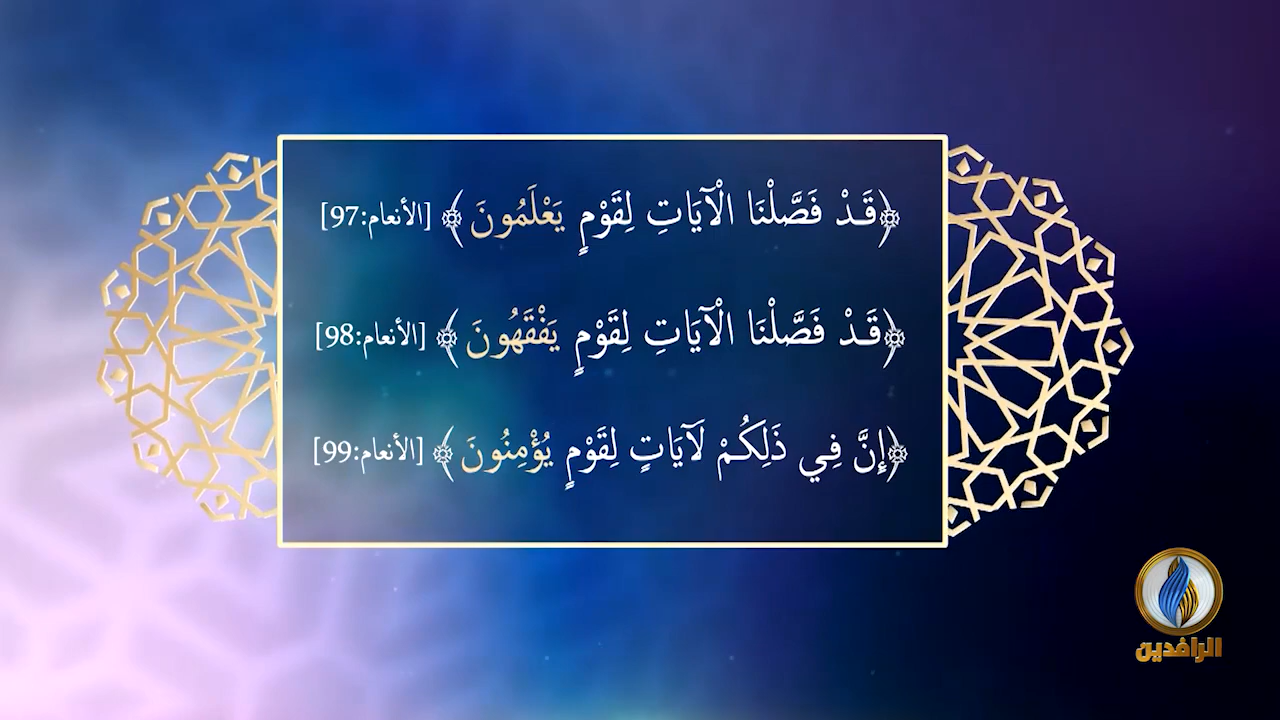 ﴿قَدْ فَصَّلْنَا الْآيَاتِ لِقَوْمٍ يَعْلَمُونَ﴾ [الأنعام:97]
﴿قَدْ فَصَّلْنَا الْآيَاتِ لِقَوْمٍ يَفْقَهُونَ﴾ [الأنعام:98]
﴿إِنَّ فِي ذَلِكُمْ لَآيَاتٍ لِقَوْمٍ يُؤْمِنُونَ﴾ [الأنعام:99]
الرافدين